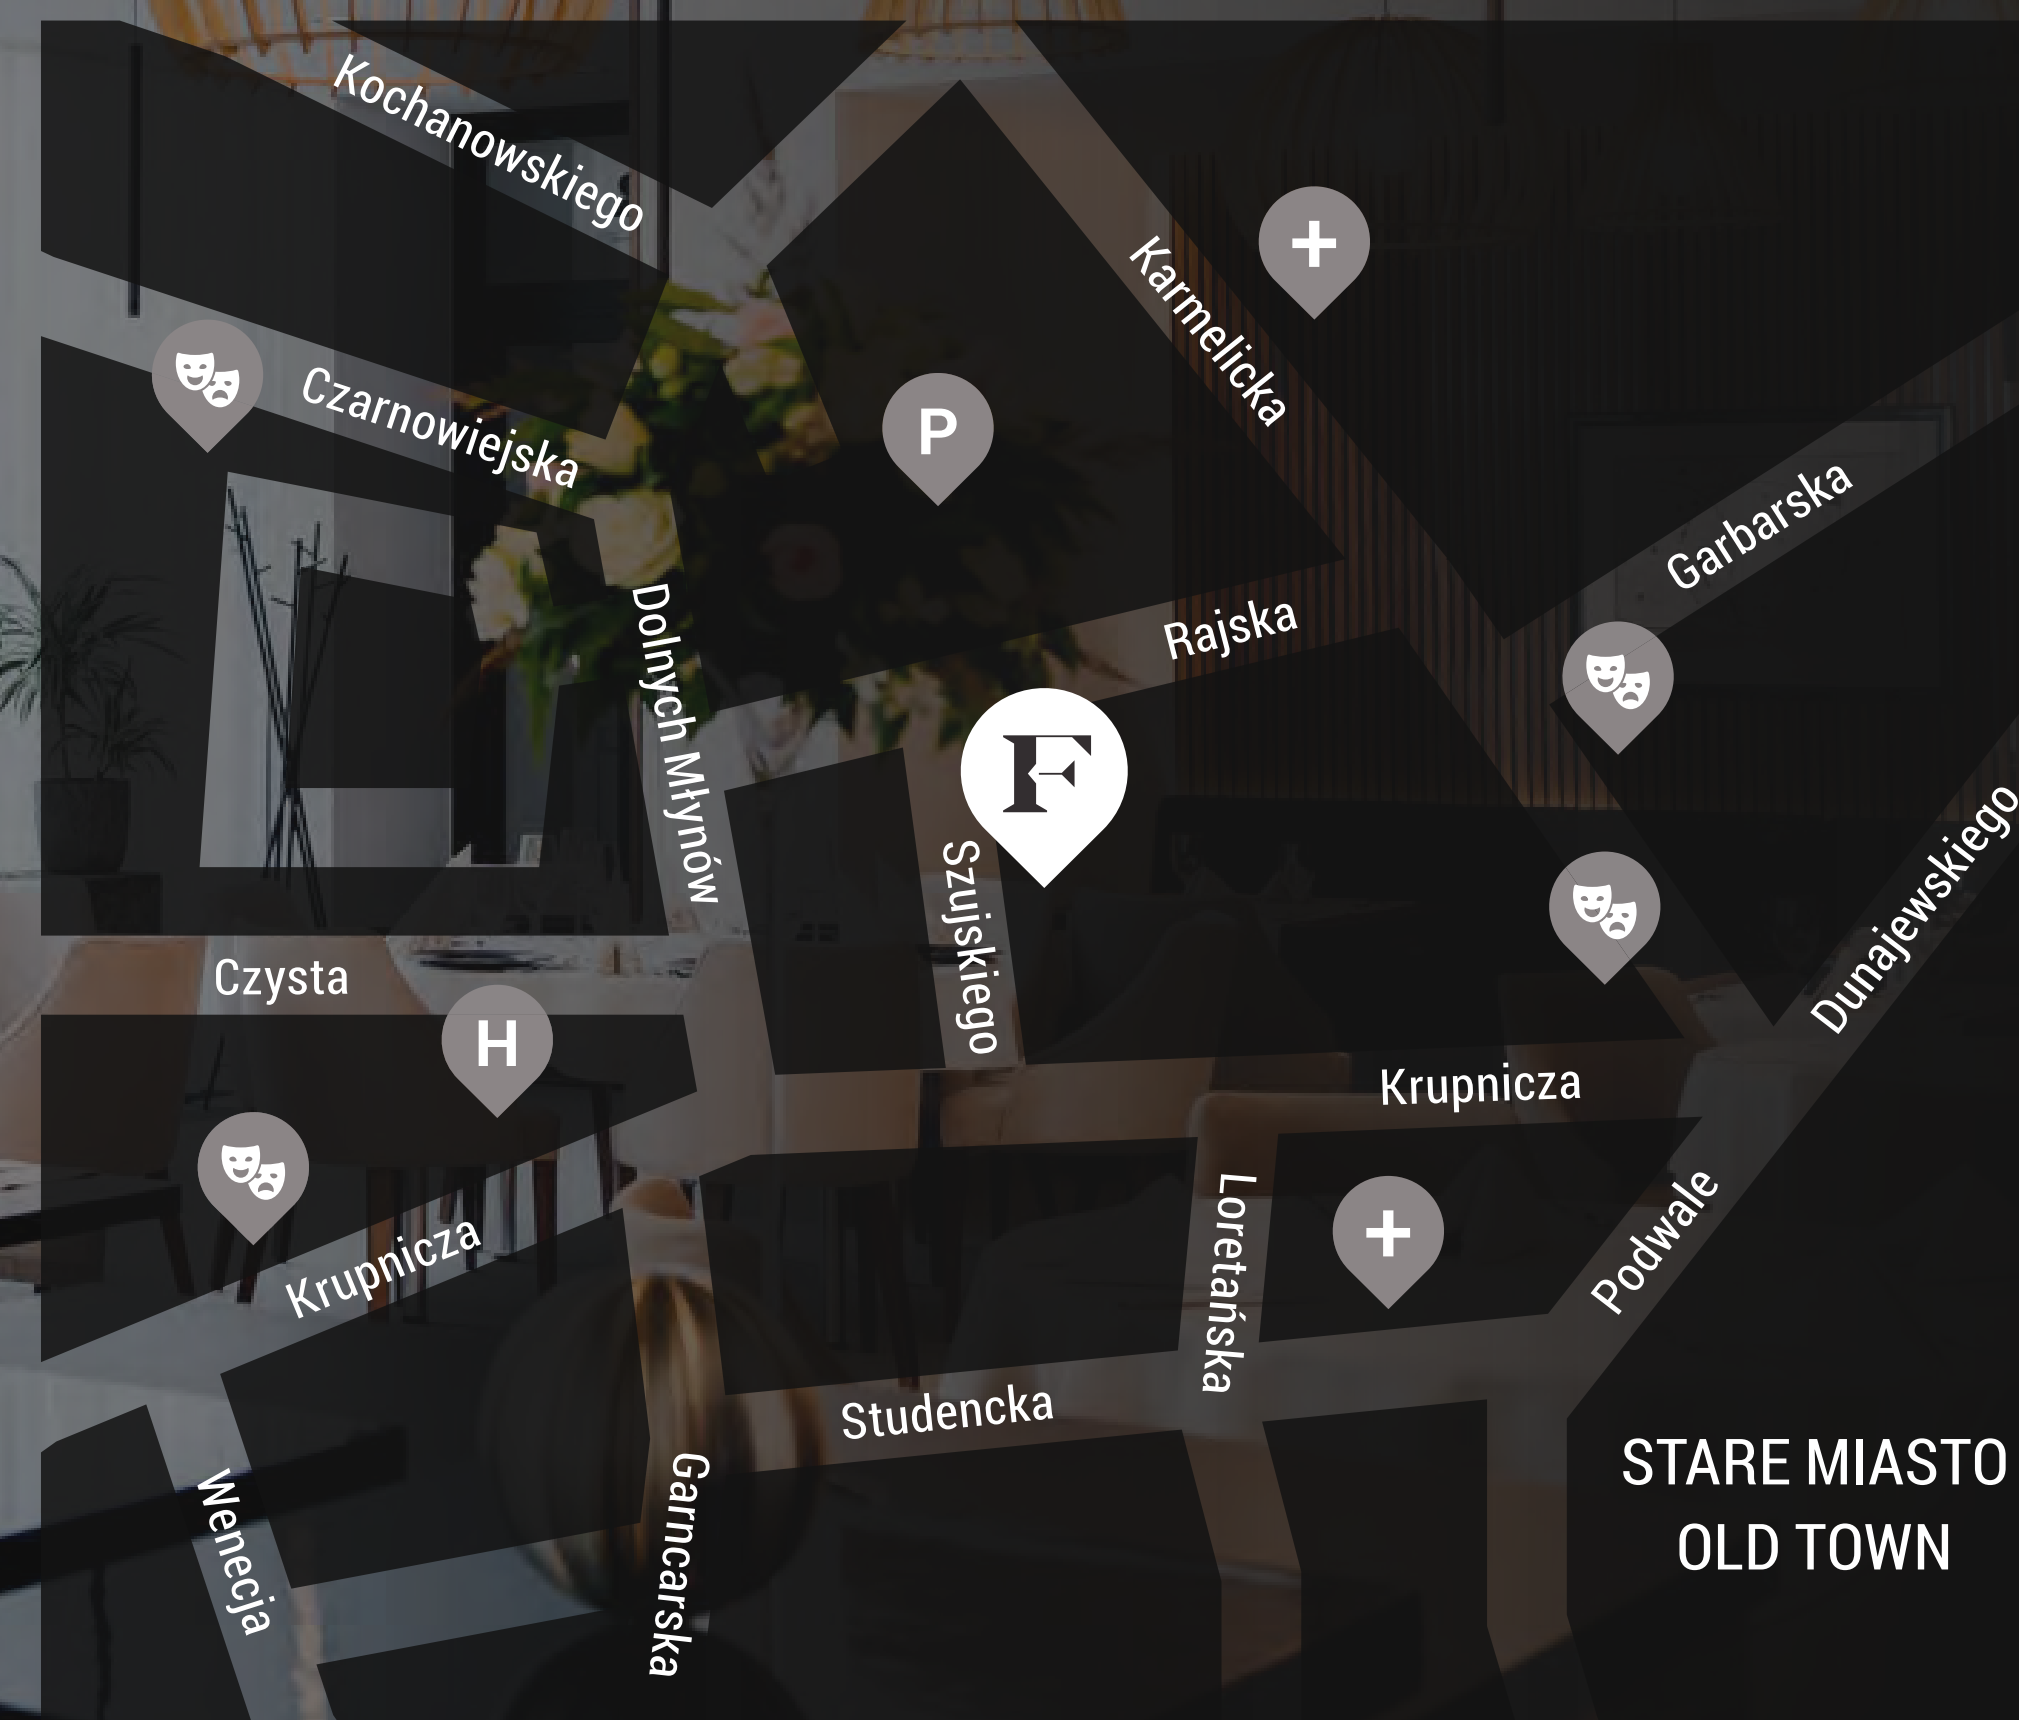 Kochanowskiego
Karmelicka
Czarnowiejska
P
Garbarska
Dolnych Młynów
Rajska
F
Szujskiego
Dunajewskiego
Czysta
H
Krupnicza
Krupnicza
Loretańska
Podwale
Studencka
Garncarska
Wenecja
STARE MIASTO
OLD TOWN